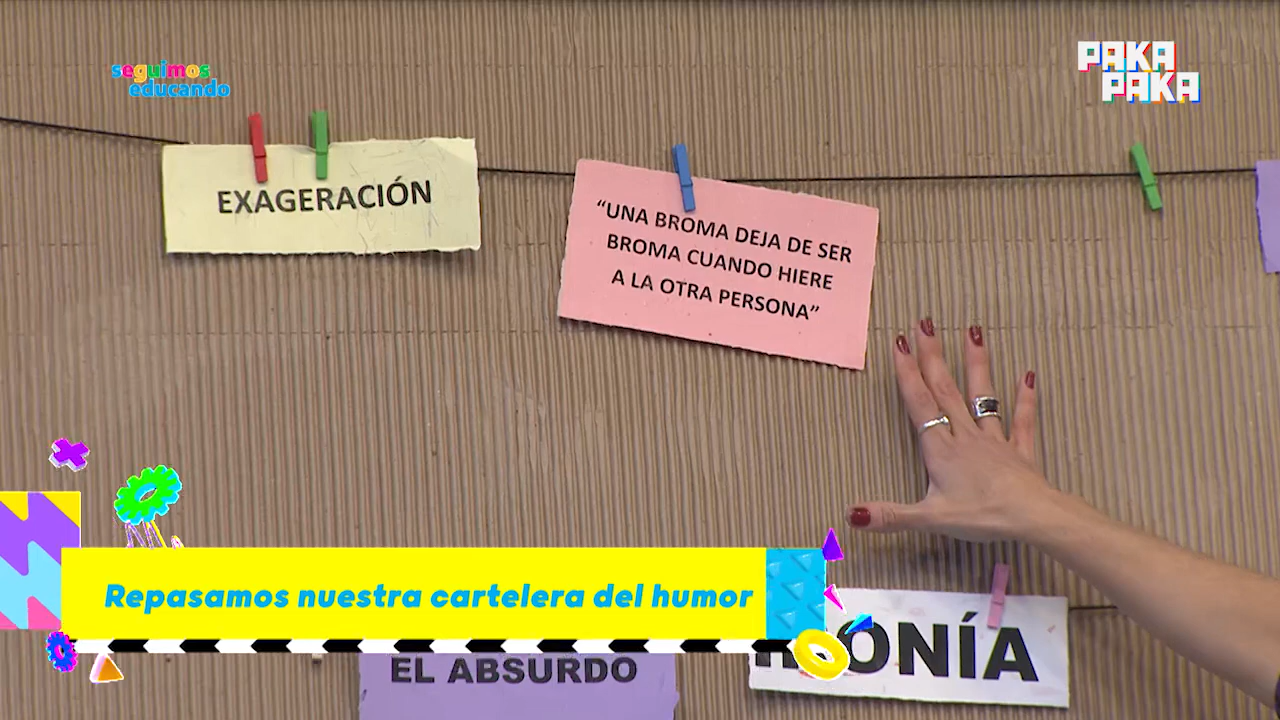 seguimos
educando
PAKA
PAKA
EXAGERACIÓN
“UNA BROMA DEJA DE SER
BROMA CUANDO HIERE
A LA OTRA PERSONA”
Repasamos nuestra cartelera del humor
EL ABSURDO